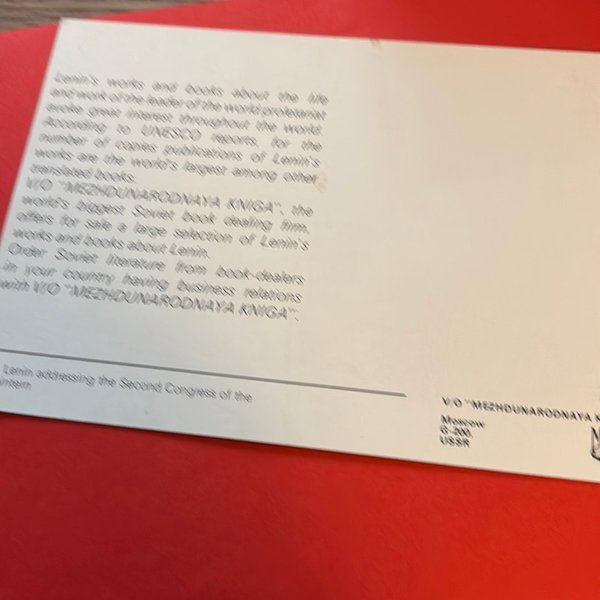 Lenin's works and books about the life
and work of the leader of the world proletariat
evoke great interest throughout the world.
According to UNESCO reports, for the
number of copies publications of Lenin's
works are the world's largest among other
translated books.
V/O "MEZHDUNARODNAYA KNIGA", the
world's biggest Soviet book dealing firm,
offers for sale a large selection of Lenin's
works and books about Lenin.
Order Soviet literature from book-dealers
in your country having business relations
with V/O "MEZHDUNARODNAYA KNIGA".
Lenin addressing the Second Congress of the
intern
V/O "MEZHDUNARODNAYA K
Moscow
G-200,
USSR